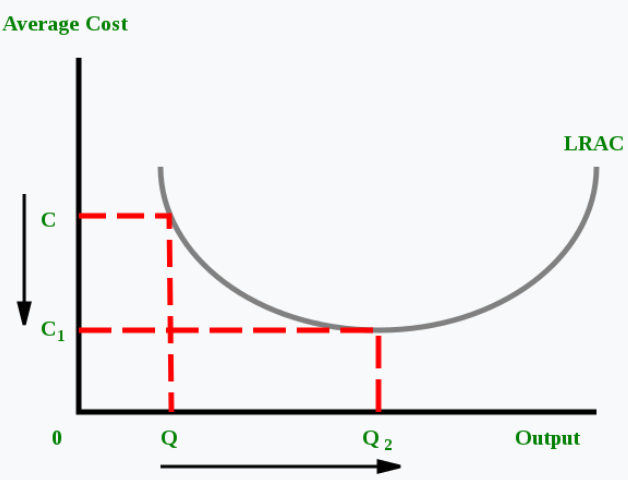 Average Cost
LRAC
C
C1
0
Q
Q 2
Output